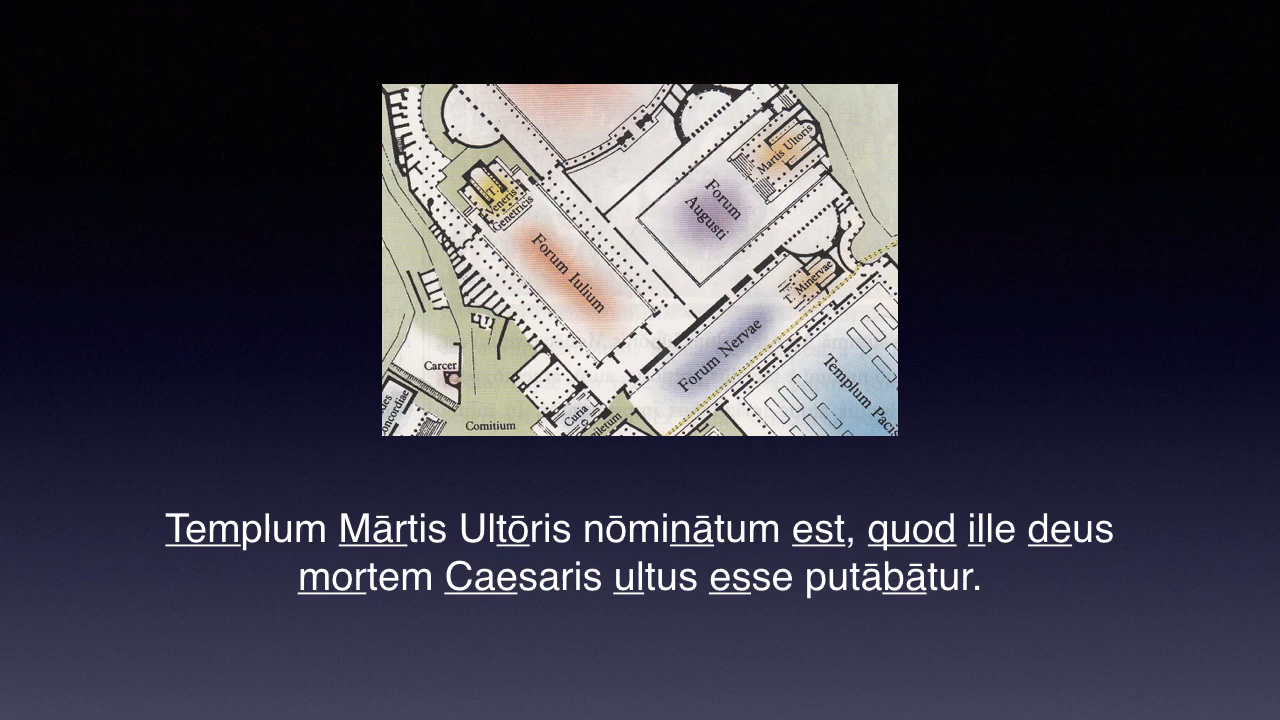 T. Martis Ultoris
T. Veneris
Genetricis
Forum
Augusti
Forum Iulium
T. Minervae
Forum Nervae
Carcer
Templum Pacis
Curia
Comitium
Templum Mārtis Ultōris nōminātum est, quod ille deus
mortem Caesaris ultus esse putābātur.